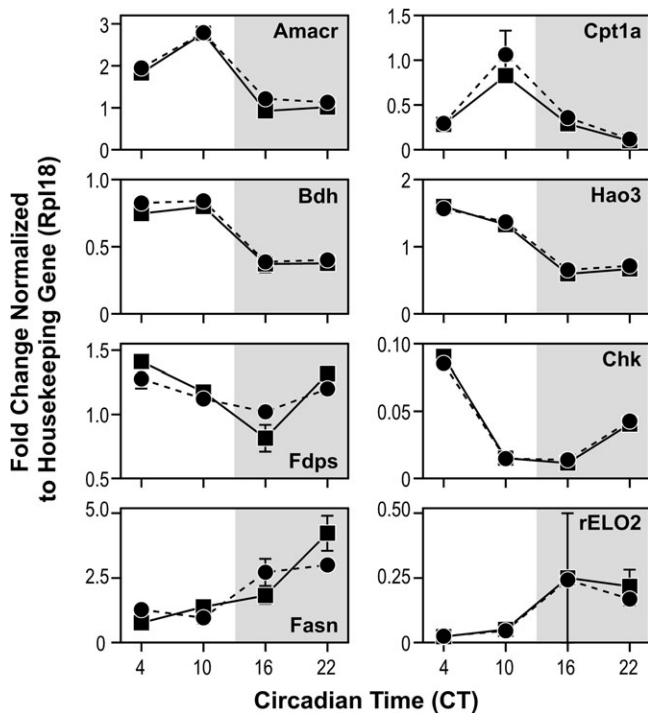 Fold Change Normalized
to Housekeeping Gene (Rpl18)
Amacr
3
2
1
0
Cpt1a
1.5
1.0
0.5
0
Bdh
1.0
0.5
0
Hao3
2
1
0
Fdps
1.5
1.0
0.5
Chk
0.10
0.05
0
Fasn
5.0
2.5
0
4 10 16 22
rELO2
0.50
0.25
0
4 10 16 22
Circadian Time (CT)